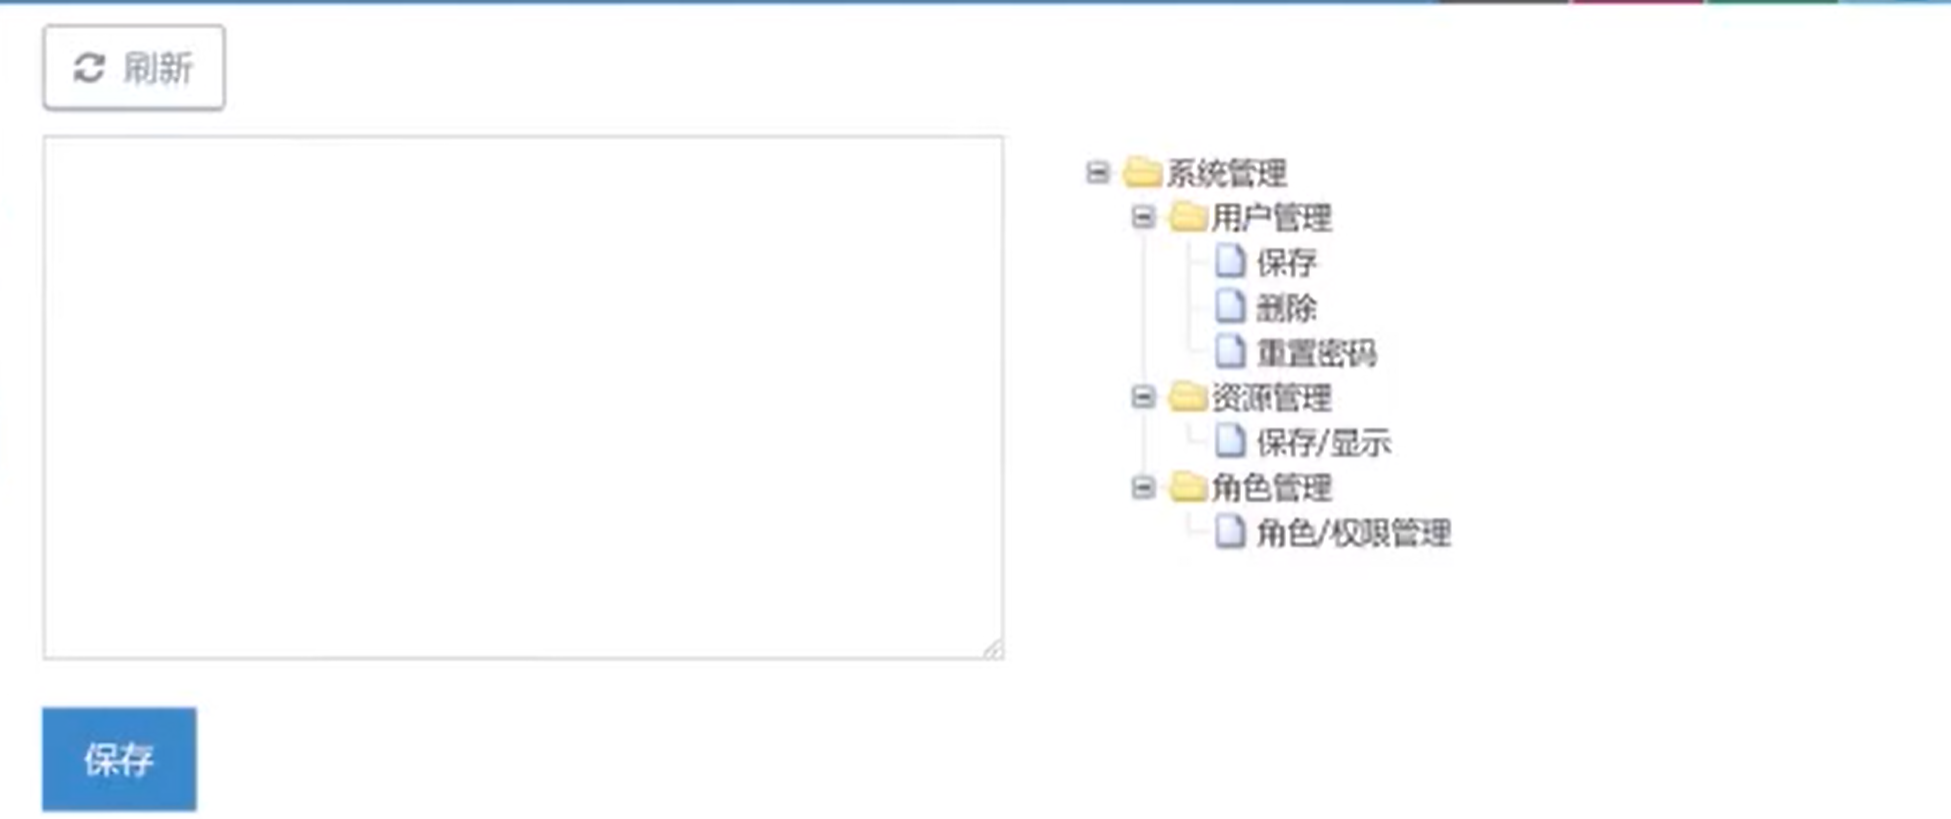 刷新
系统管理
用户管理
保存
删除
重置密码
资源管理
保存/显示
角色管理
角色/权限管理
保存